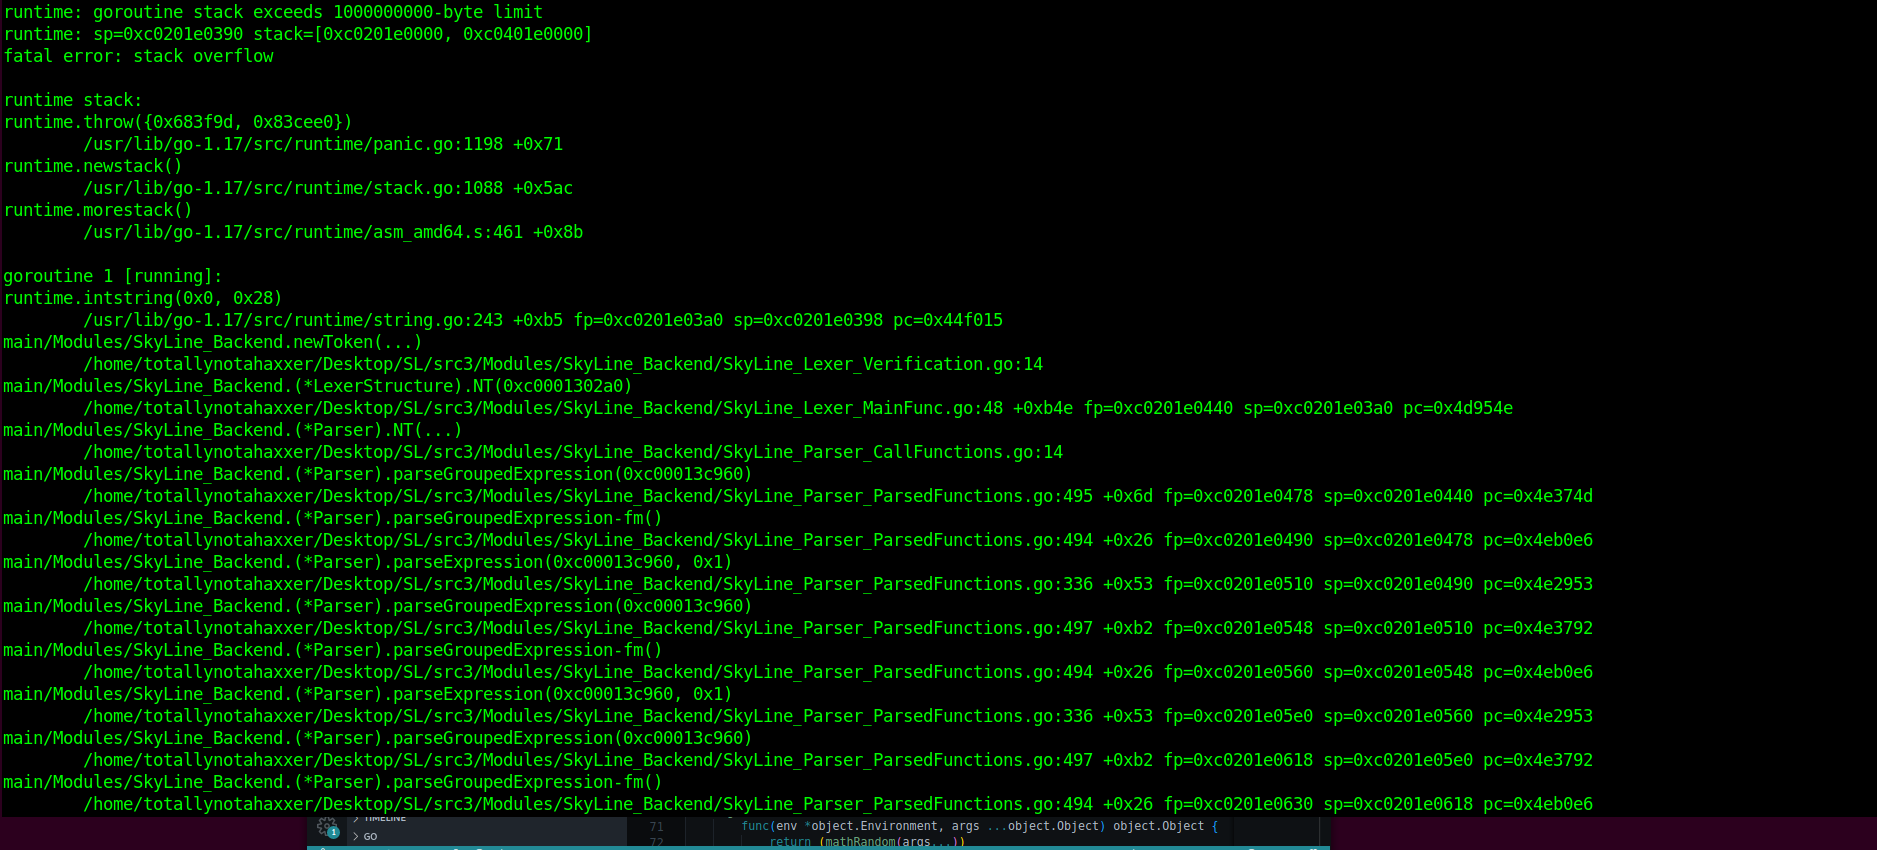 runtime: goroutine stack exceeds 1000000000-byte limit
runtime: sp=0xc0201e0390 stack=[0xc0201e0000, 0xc0401e0000]
fatal error: stack overflow
runtime stack:
runtime.throw({0x683f9d, 0x83cee0})
/usr/lib/go-1.17/src/runtime/panic.go:1198 +0x71
runtime.newstack()
/usr/lib/go-1.17/src/runtime/stack.go:1088 +0x5ac
runtime.morestack()
/usr/lib/go-1.17/src/runtime/asm_amd64.s:461 +0x8b
goroutine 1 [running]:
runtime.intstring(0x0, 0x28)
/usr/lib/go-1.17/src/runtime/string.go:243 +0xb5 fp=0xc0201e03a0 sp=0xc0201e0398 pc=0x44f015
main/Modules/SkyLine_Backend.newToken(...)
/home/totallynotahaxxer/Desktop/SL/src3/Modules/SkyLine_Backend/SkyLine_Lexer_Verification.go:14
main/Modules/SkyLine_Backend.(*LexerStructure).NT(0xc0001302a0)
/home/totallynotahaxxer/Desktop/SL/src3/Modules/SkyLine_Backend/SkyLine_Lexer_MainFunc.go:48 +0xb4e fp=0xc0201e0440 sp=0xc0201e03a0 pc=0x4d954e
main/Modules/SkyLine_Backend.(*Parser).NT(...)
/home/totallynotahaxxer/Desktop/SL/src3/Modules/SkyLine_Backend/SkyLine_Parser_CallFunctions.go:14
main/Modules/SkyLine_Backend.(*Parser).parseGroupedExpression(0xc00013c960)
/home/totallynotahaxxer/Desktop/SL/src3/Modules/SkyLine_Backend/SkyLine_Parser_ParsedFunctions.go:495 +0x6d fp=0xc0201e0478 sp=0xc0201e0440 pc=0x4e374d
main/Modules/SkyLine_Backend.(*Parser).parseGroupedExpression-fm()
/home/totallynotahaxxer/Desktop/SL/src3/Modules/SkyLine_Backend/SkyLine_Parser_ParsedFunctions.go:494 +0x26 fp=0xc0201e0490 sp=0xc0201e0478 pc=0x4eb0e6
main/Modules/SkyLine_Backend.(*Parser).parseExpression(0xc00013c960, 0x1)
/home/totallynotahaxxer/Desktop/SL/src3/Modules/SkyLine_Backend/SkyLine_Parser_ParsedFunctions.go:336 +0x53 fp=0xc0201e0510 sp=0xc0201e0490 pc=0x4e2953
main/Modules/SkyLine_Backend.(*Parser).parseGroupedExpression(0xc00013c960)
/home/totallynotahaxxer/Desktop/SL/src3/Modules/SkyLine_Backend/SkyLine_Parser_ParsedFunctions.go:497 +0xb2 fp=0xc0201e0548 sp=0xc0201e0510 pc=0x4e3792
main/Modules/SkyLine_Backend.(*Parser).parseGroupedExpression-fm()
/home/totallynotahaxxer/Desktop/SL/src3/Modules/SkyLine_Backend/SkyLine_Parser_ParsedFunctions.go:494 +0x26 fp=0xc0201e0560 sp=0xc0201e0548 pc=0x4eb0e6
main/Modules/SkyLine_Backend.(*Parser).parseExpression(0xc00013c960, 0x1)
/home/totallynotahaxxer/Desktop/SL/src3/Modules/SkyLine_Backend/SkyLine_Parser_ParsedFunctions.go:336 +0x53 fp=0xc0201e05e0 sp=0xc0201e0560 pc=0x4e2953
main/Modules/SkyLine_Backend.(*Parser).parseGroupedExpression(0xc00013c960)
/home/totallynotahaxxer/Desktop/SL/src3/Modules/SkyLine_Backend/SkyLine_Parser_ParsedFunctions.go:497 +0xb2 fp=0xc0201e0618 sp=0xc0201e05e0 pc=0x4e3792
main/Modules/SkyLine_Backend.(*Parser).parseGroupedExpression-fm()
/home/totallynotahaxxer/Desktop/SL/src3/Modules/SkyLine_Backend/SkyLine_Parser_ParsedFunctions.go:494 +0x26 fp=0xc0201e0630 sp=0xc0201e0618 pc=0x4eb0e6
1
> TIMELINE
> GO
71 func(env *object.Environment, args ...object.Object) object.Object {
72 return (mathRandom(args...))